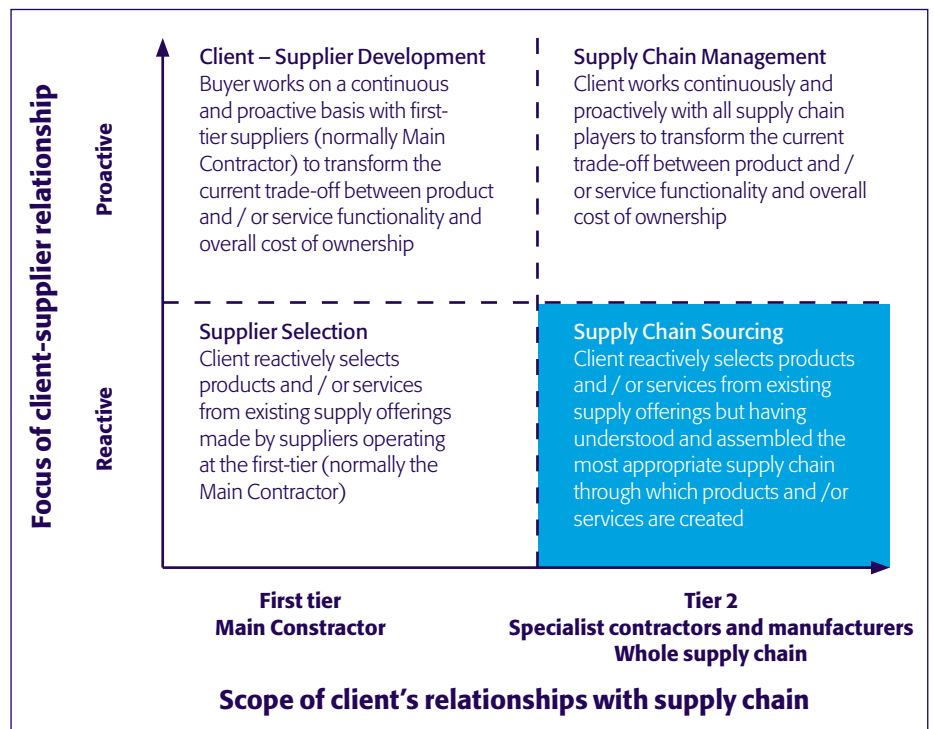 Focus of client-supplier relationship
Proactive
Client – Supplier Development
Buyer works on a continuous
and proactive basis with first-
tier suppliers (normally Main
Contractor) to transform the
current trade-off between product
and / or service functionality and
overall cost of ownership
Supply Chain Management
Client works continuously and
proactively with all supply chain
players to transform the current
trade-off between product and /
or service functionality and overall
cost of ownership
Reactive
Supplier Selection
Client reactively selects
products and / or services
from existing supply offerings
made by suppliers operating
at the first-tier (normally the
Main Contractor)
Supply Chain Sourcing
Client reactively selects products
and / or services from existing
supply offerings but having
understood and assembled the
most appropriate supply chain
through which products and /or
services are created
First tier
Main Constractor
Tier 2
Specialist contractors and manufacturers
Whole supply chain
Scope of client’s relationships with supply chain